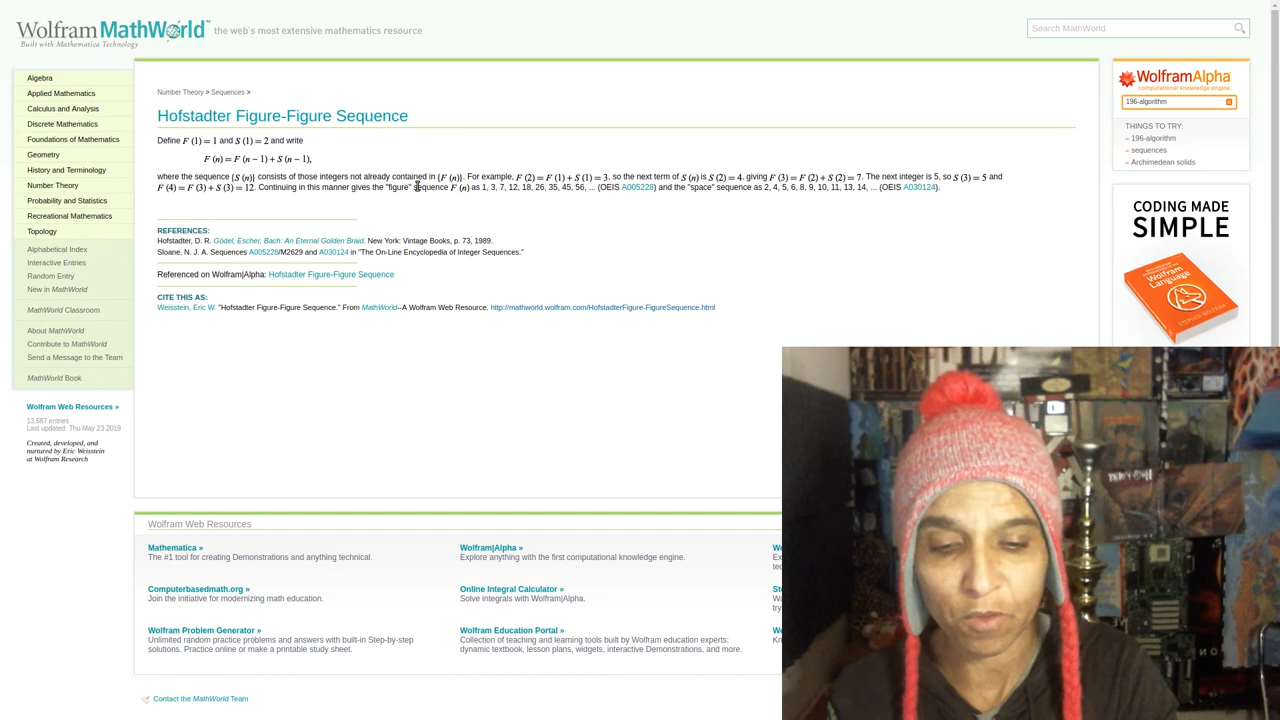 Wolfram MathWorld™ the web's most extensive mathematics resource
Built with Mathematica Technology
Search MathWorld
Algebra
Applied Mathematics
Calculus and Analysis
Discrete Mathematics
Foundations of Mathematics
Geometry
History and Terminology
Number Theory
Probability and Statistics
Recreational Mathematics
Topology
Alphabetical Index
Interactive Entries
Random Entry
New in MathWorld
MathWorld Classroom
About MathWorld
Contribute to MathWorld
Send a Message to the Team
MathWorld Book
Wolfram Web Resources »
13,687 entries
Last updated: Thu May 23 2019
Created, developed, and
nurtured by Eric Weisstein
at Wolfram Research
Number Theory > Sequences >
Hofstadter Figure-Figure Sequence
Define F (1) = 1 and S (1) = 2 and write
F (n) = F (n − 1) + S (n − 1),
where the sequence {S (n)} consists of those integers not already contained in {F (n)}. For example, F (2) = F (1) + S (1) = 3, so the next term of S (n) is S (2) = 4, giving F (3) = F (2) + S (2) = 7. The next integer is 5, so S (3) = 5 and
F (4) = F (3) + S (3) = 12. Continuing in this manner gives the "figure" sequence F (n) as 1, 3, 7, 12, 18, 26, 35, 45, 56, ... (OEIS A005228) and the "space" sequence as 2, 4, 5, 6, 8, 9, 10, 11, 13, 14, ... (OEIS A030124).
REFERENCES:
Hofstadter, D. R. Gödel, Escher, Bach: An Eternal Golden Braid. New York: Vintage Books, p. 73, 1989.
Sloane, N. J. A. Sequences A005228/M2629 and A030124 in "The On-Line Encyclopedia of Integer Sequences."
Referenced on Wolfram|Alpha: Hofstadter Figure-Figure Sequence
CITE THIS AS:
Weisstein, Eric W. "Hofstadter Figure-Figure Sequence." From MathWorld--A Wolfram Web Resource. http://mathworld.wolfram.com/HofstadterFigure-FigureSequence.html
WolframAlpha
computational knowledge engine
196-algorithm
THINGS TO TRY:
» 196-algorithm
» sequences
» Archimedean solids
CODING MADE
SIMPLE
Wolfram
Language
STEPHEN WOLFRAM
Wolfram Web Resources
Mathematica »
The #1 tool for creating Demonstrations and anything technical.
Wolfram|Alpha »
Explore anything with the first computational knowledge engine.
Computerbasedmath.org »
Join the initiative for modernizing math education.
Online Integral Calculator »
Solve integrals with Wolfram|Alpha.
Wolfram Problem Generator »
Unlimited random practice problems and answers with built-in Step-by-step
solutions. Practice online or make a printable study sheet.
Wolfram Education Portal »
Collection of teaching and learning tools built by Wolfram education experts:
dynamic textbook, lesson plans, widgets, interactive Demonstrations, and more.
Contact the MathWorld Team